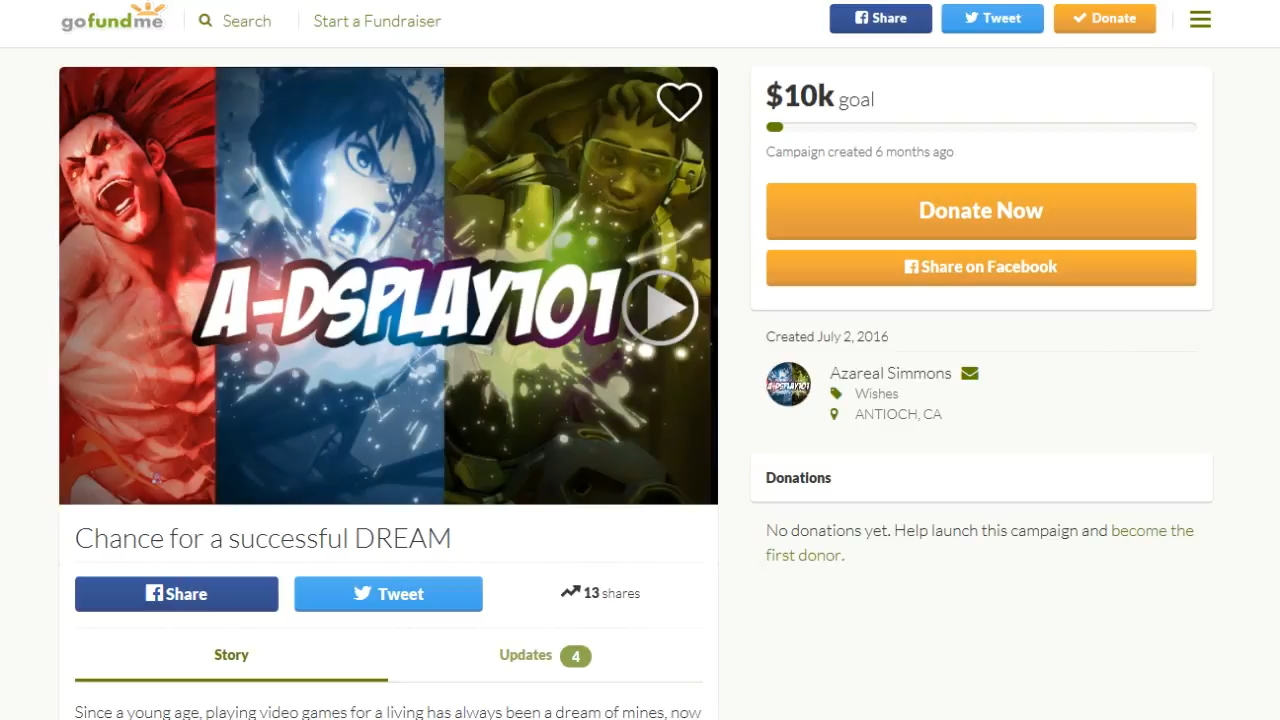 gofundme
Search
Start a Fundraiser
Share
Tweet
Donate
A-DSPLAY101
$10k goal
Campaign created 6 months ago
Donate Now
Share on Facebook
Created July 2, 2016
A-DSPLAY101
Azareal Simmons
Wishes
ANTIOCH, CA
Donations
No donations yet. Help launch this campaign and become the
first donor.
Chance for a successful DREAM
Share
Tweet
13 shares
Story
Updates 4
Since a young age, playing video games for a living has always been a dream of mines, now